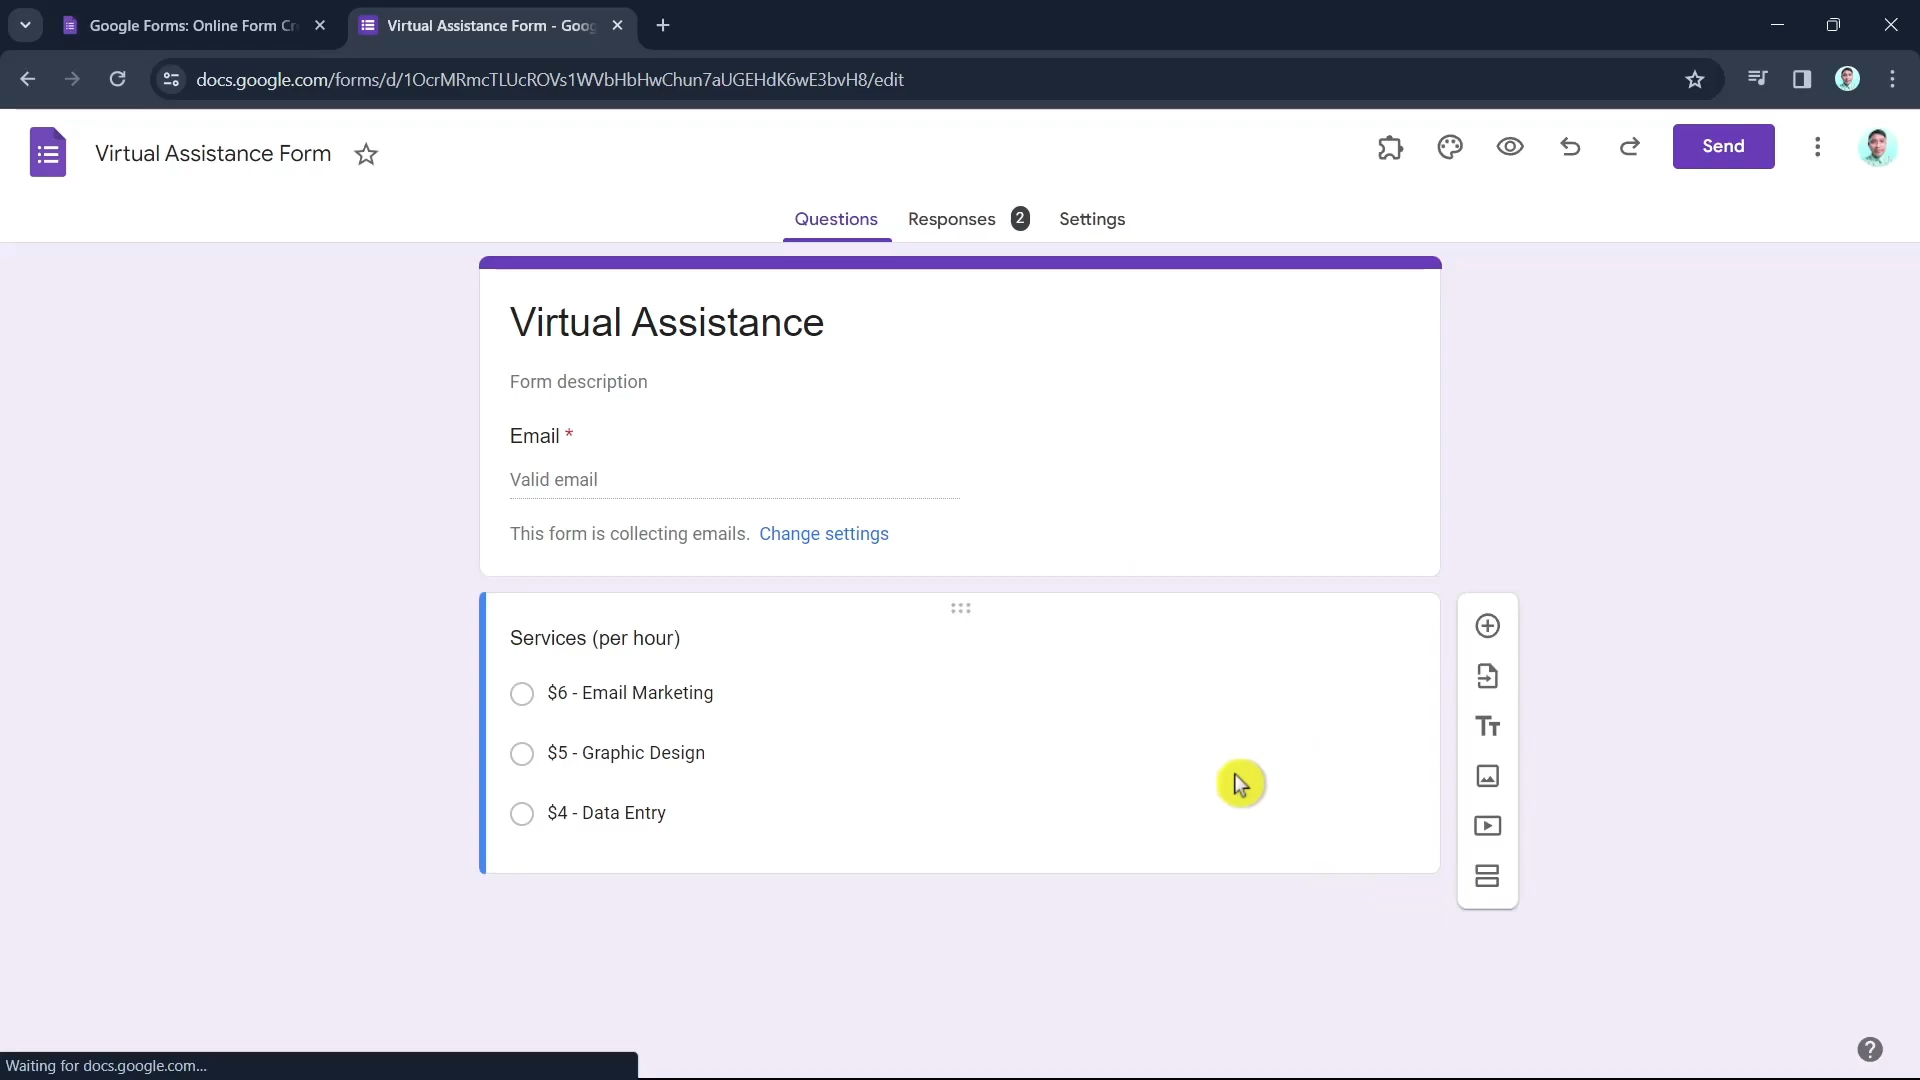 Google Forms: Online Form Cr
Virtual Assistance Form - Goog
docs.google.com/forms/d/1OcrMRmcTLUcROVs1WVbHbHwChun7aUGEHdK6wE3bvH8/edit
Virtual Assistance Form
Send
Questions
Responses 2
Settings
Virtual Assistance
Form description
Email *
Valid email
This form is collecting emails. Change settings
Services (per hour)
$6 - Email Marketing
$5 - Graphic Design
$4 - Data Entry
Waiting for docs.google.com...